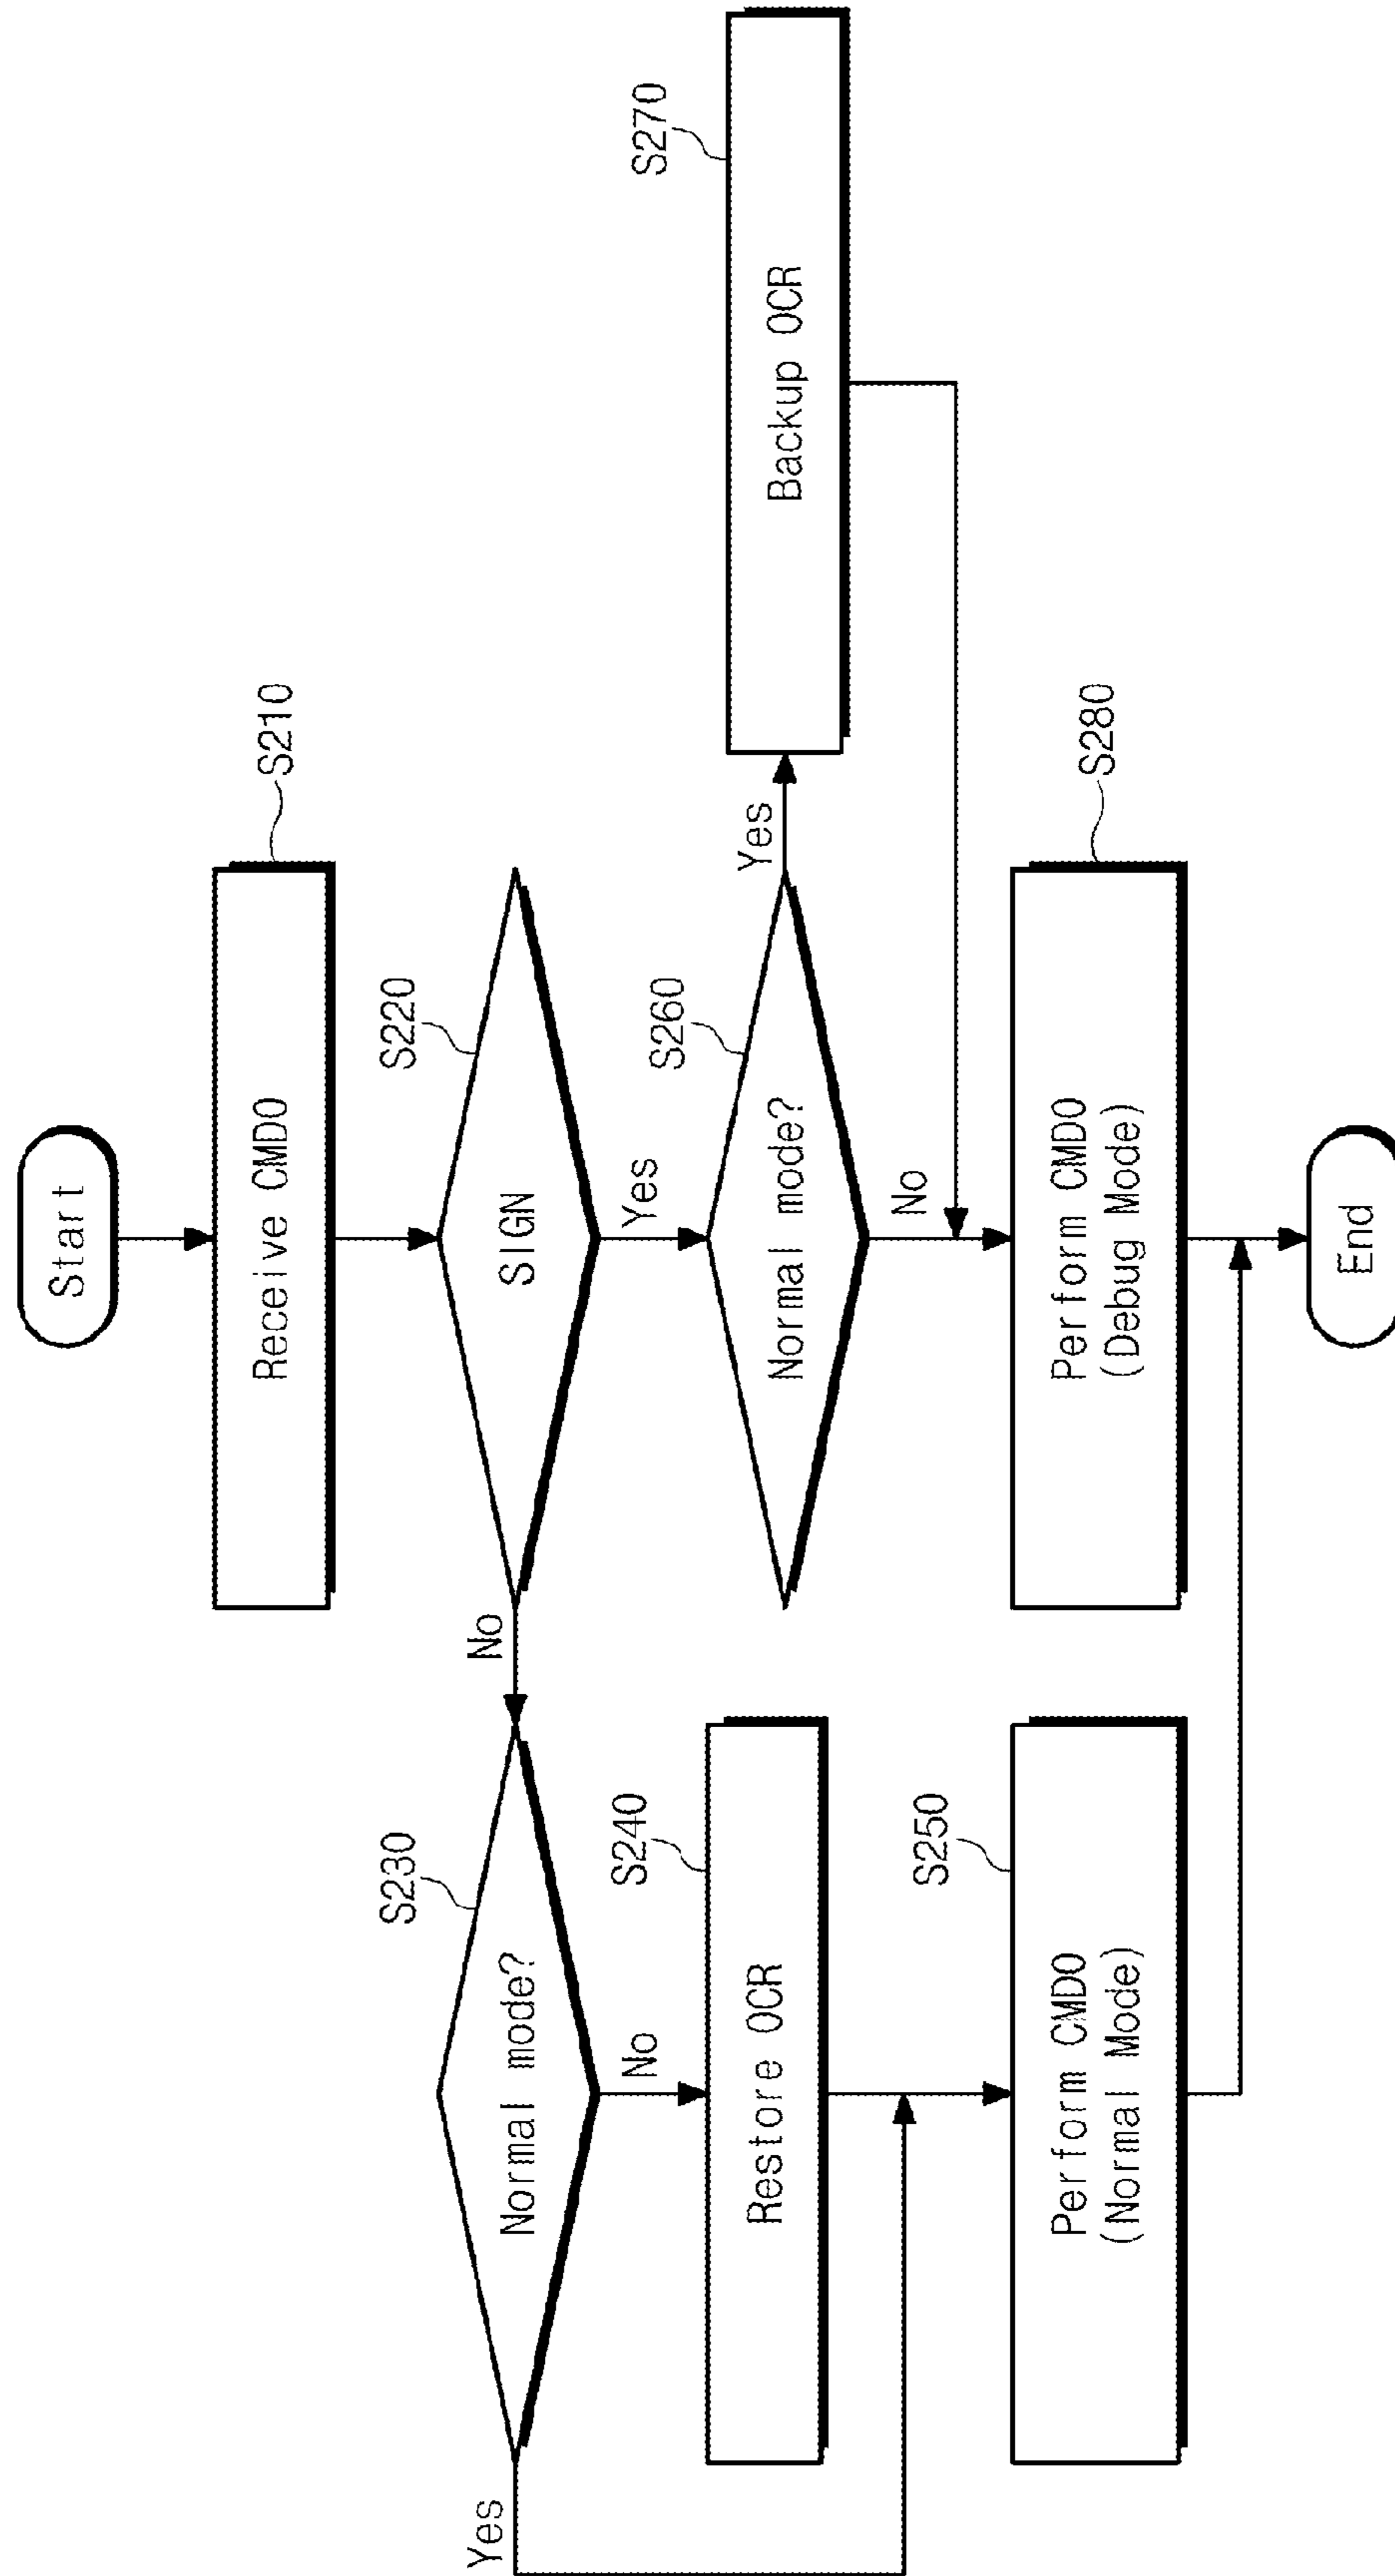 Start
Receive CMD0
S210
SIGN
S220
No
Yes
Normal mode?
S230
Normal mode?
S260
Yes
No
Yes
No
Restore OCR
S240
Backup OCR
S270
Perform CMD0
(Normal Mode)
S250
Perform CMD0
(Debug Mode)
S280
End